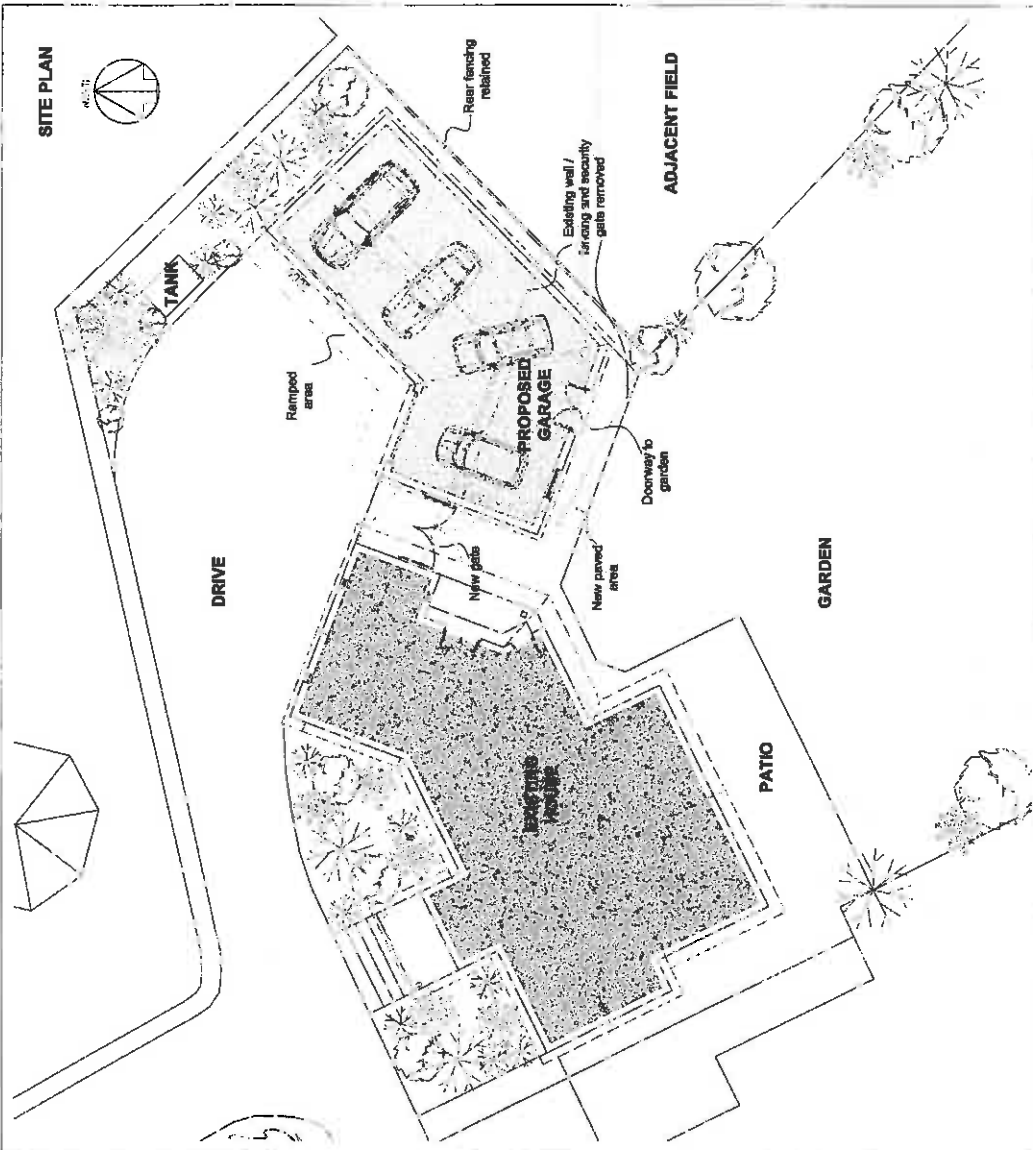 SITE PLAN
Rear fencing
retained
ADJACENT FIELD
Existing wall /
fencing and security
gate removed
TANK
Ramped
area
PROPOSED
GARAGE
Doorway to
garden
DRIVE
New gate
New paved
area
GARDEN
EXISTING
HOUSE
PATIO